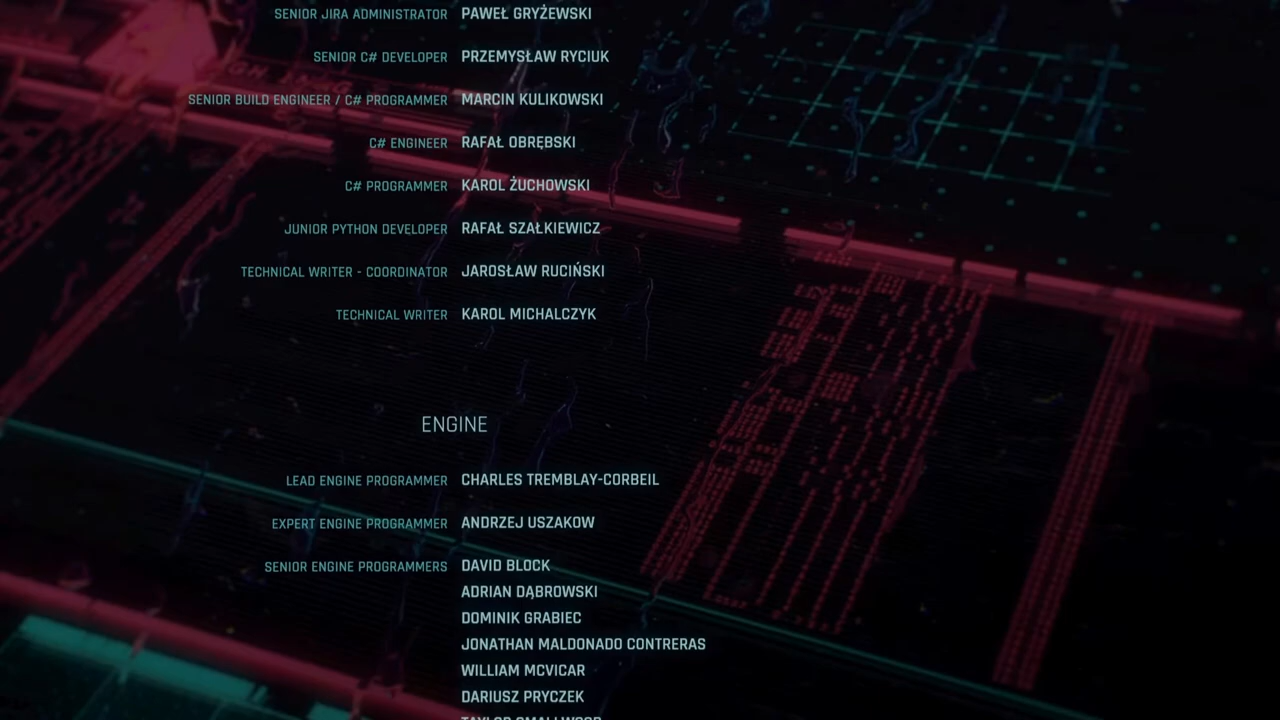 SENIOR JIRA ADMINISTRATOR PAWEŁ GRYŻEWSKI
SENIOR C# DEVELOPER PRZEMYSŁAW RYCIUK
SENIOR BUILD ENGINEER / C# PROGRAMMER MARCIN KULIKOWSKI
C# ENGINEER RAFAŁ OBRĘBSKI
C# PROGRAMMER KAROL ŻUCHOWSKI
JUNIOR PYTHON DEVELOPER RAFAŁ SZAŁKIEWICZ
TECHNICAL WRITER - COORDINATOR JAROSŁAW RUCIŃSKI
TECHNICAL WRITER KAROL MICHALCZYK
ENGINE
LEAD ENGINE PROGRAMMER CHARLES TREMBLAY-CORBEIL
EXPERT ENGINE PROGRAMMER ANDRZEJ USZAKOW
SENIOR ENGINE PROGRAMMERS DAVID BLOCK
ADRIAN DĄBROWSKI
DOMINIK GRABIEC
JONATHAN MALDONADO CONTRERAS
WILLIAM MCVICAR
DARIUSZ PRYCZEK